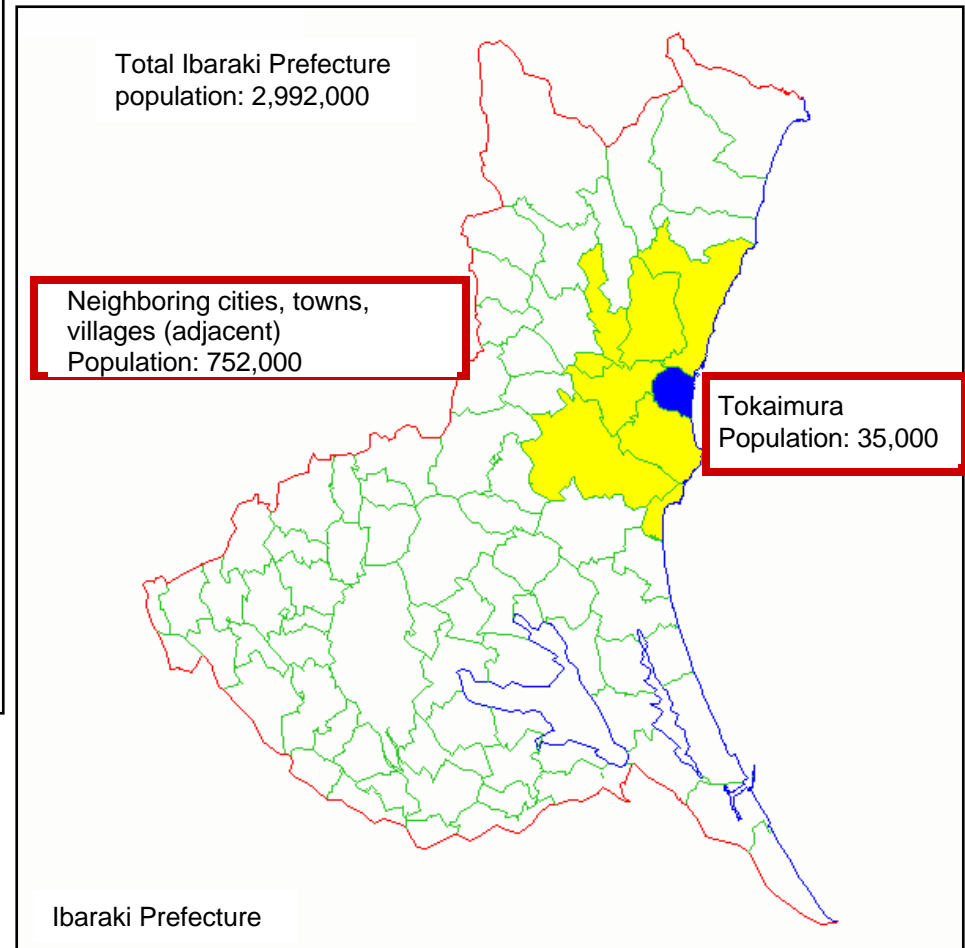 Total Ibaraki Prefecture
population: 2,992,000
Neighboring cities, towns,
villages (adjacent)
Population: 752,000
Tokaimura
Population: 35,000
Ibaraki Prefecture